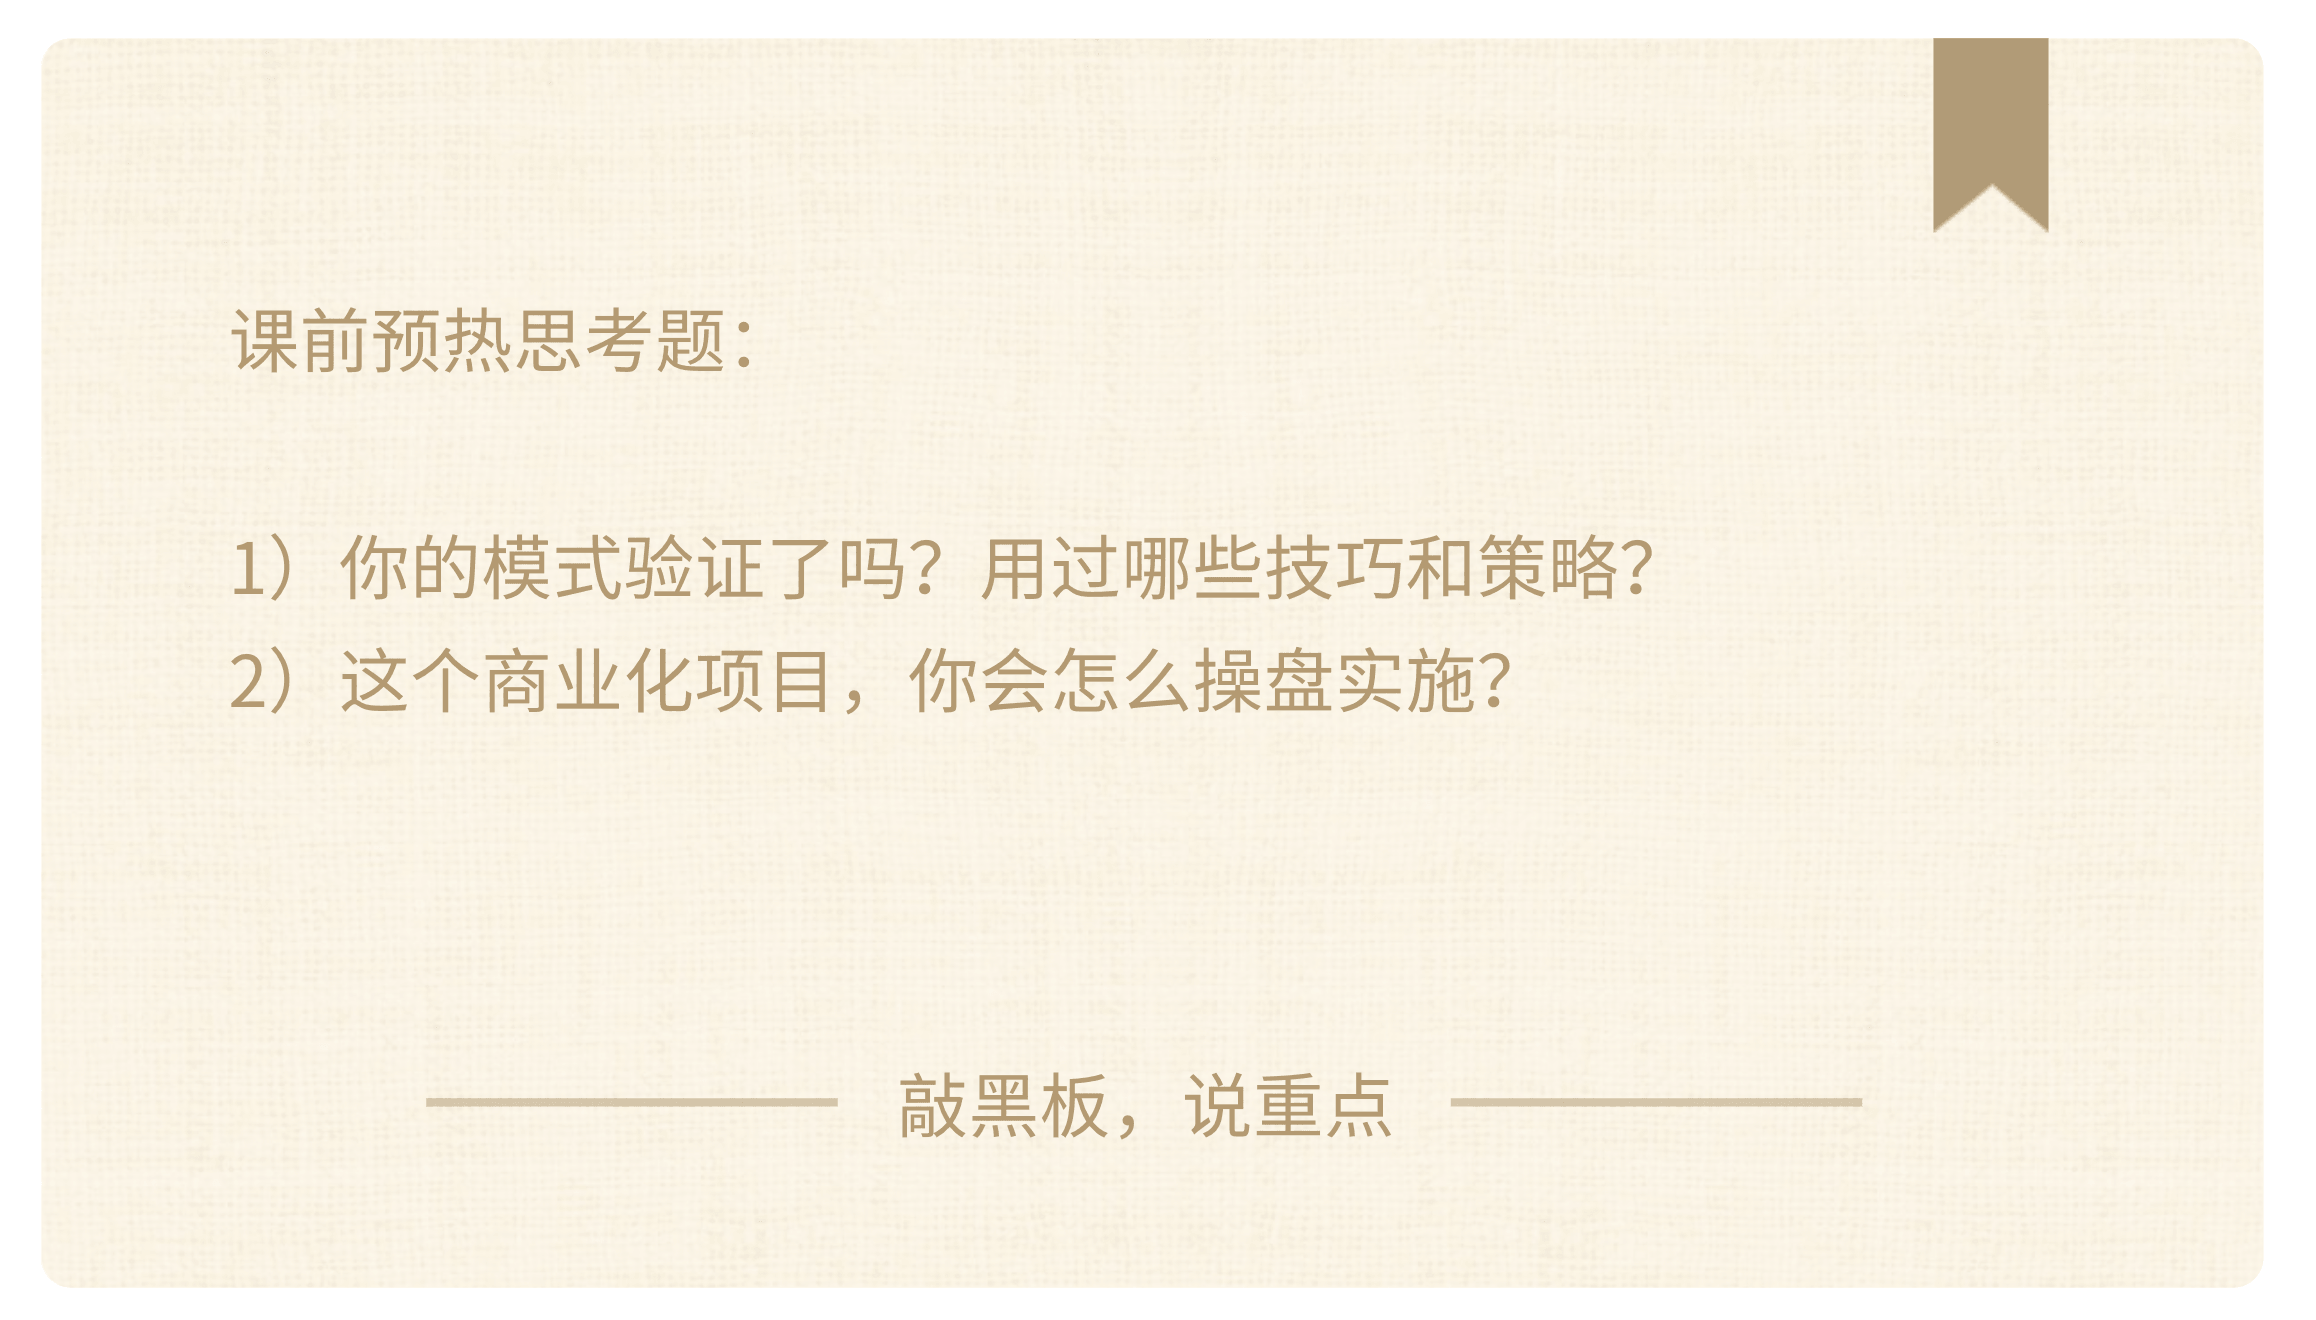 课前预热思考题：
1）你的模式验证了吗？用过哪些技巧和策略？
2）这个商业化项目，你会怎么操盘实施？
敲黑板，说重点